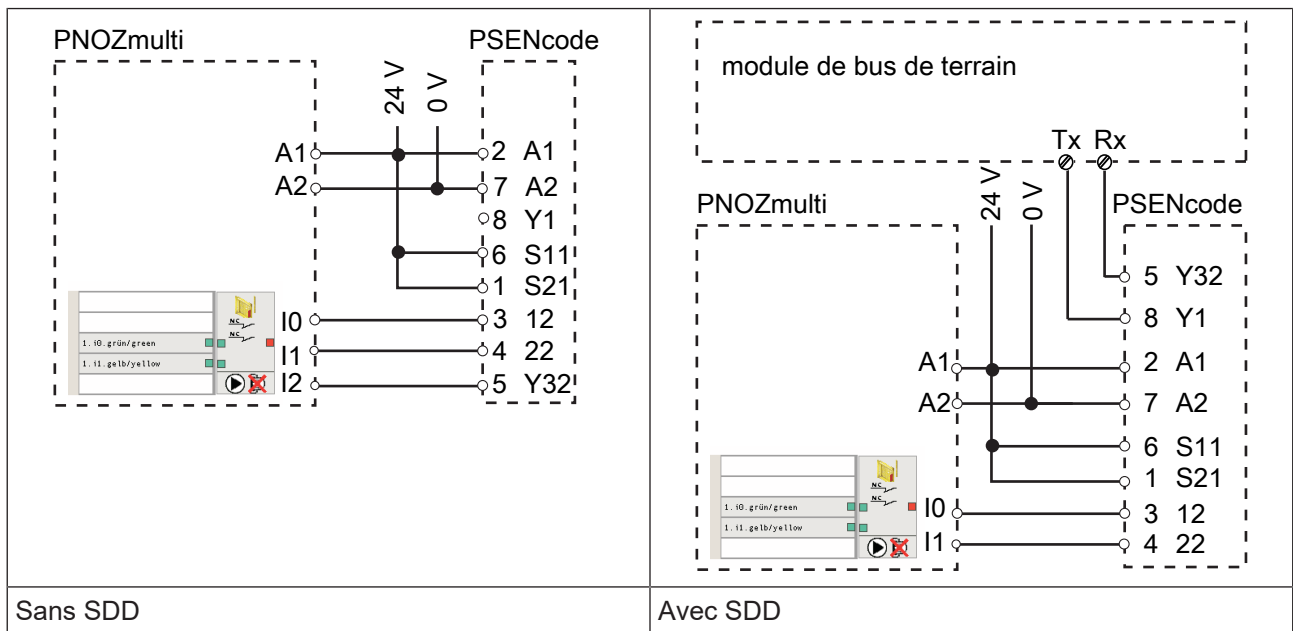 PNOZmulti
PSENcode
24 V
0 V
A1
2 A1
A2
7 A2
8 Y1
6 S11
1 S21
NC
NC
1.i0.grün/green
1.i1.gelb/yellow
I0
3 12
I1
4 22
I2
5 Y32
Sans SDD
module de bus de terrain
Tx Rx
PNOZmulti
24 V
0 V
PSENcode
5 Y32
8 Y1
A1
2 A1
A2
7 A2
6 S11
1 S21
NC
NC
1.i0.grün/green
1.i1.gelb/yellow
I0
3 12
I1
4 22
Avec SDD